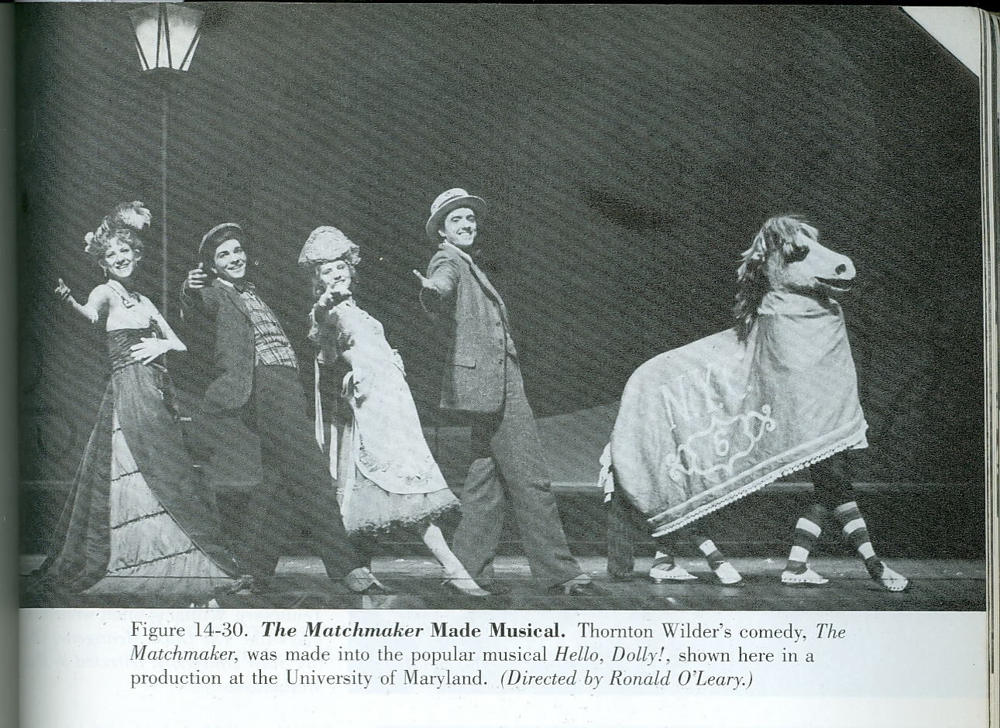 N.Y.
5
Figure 14-30. The Matchmaker Made Musical. Thornton Wilder's comedy, The
Matchmaker, was made into the popular musical Hello, Dolly!, shown here in a
production at the University of Maryland. (Directed by Ronald O'Leary.)